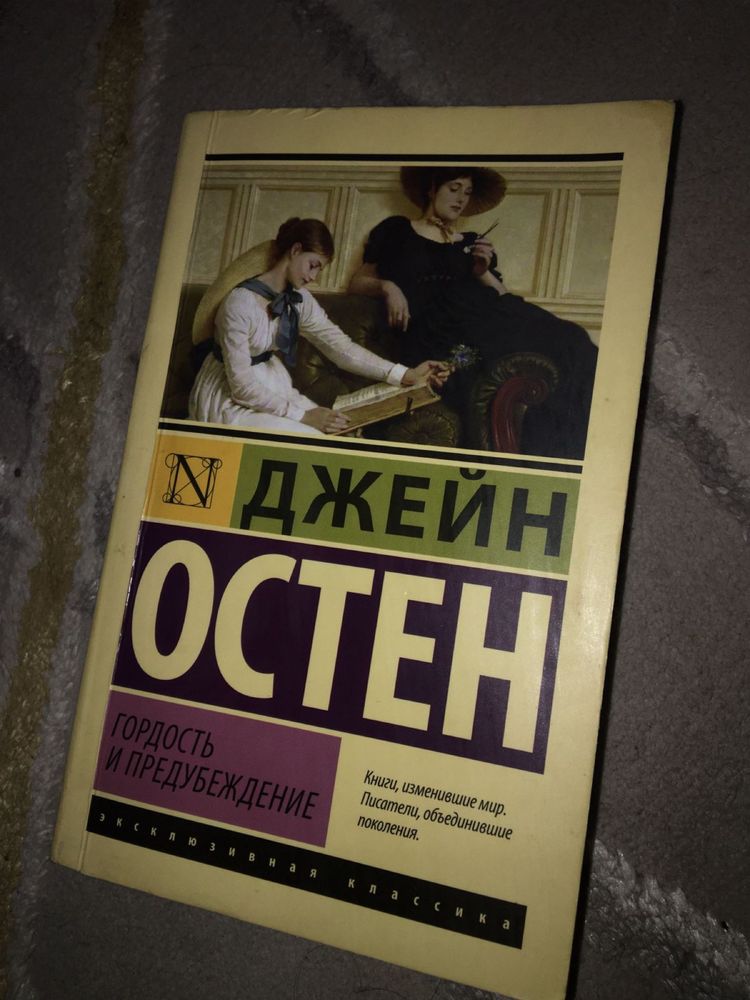 N
ДЖЕЙН
ОСТЕН
ГОРДОСТЬ
И ПРЕДУБЕЖДЕНИЕ
Книги, изменившие мир.
Писатели, объединившие
поколения.
эксклюзивная классика